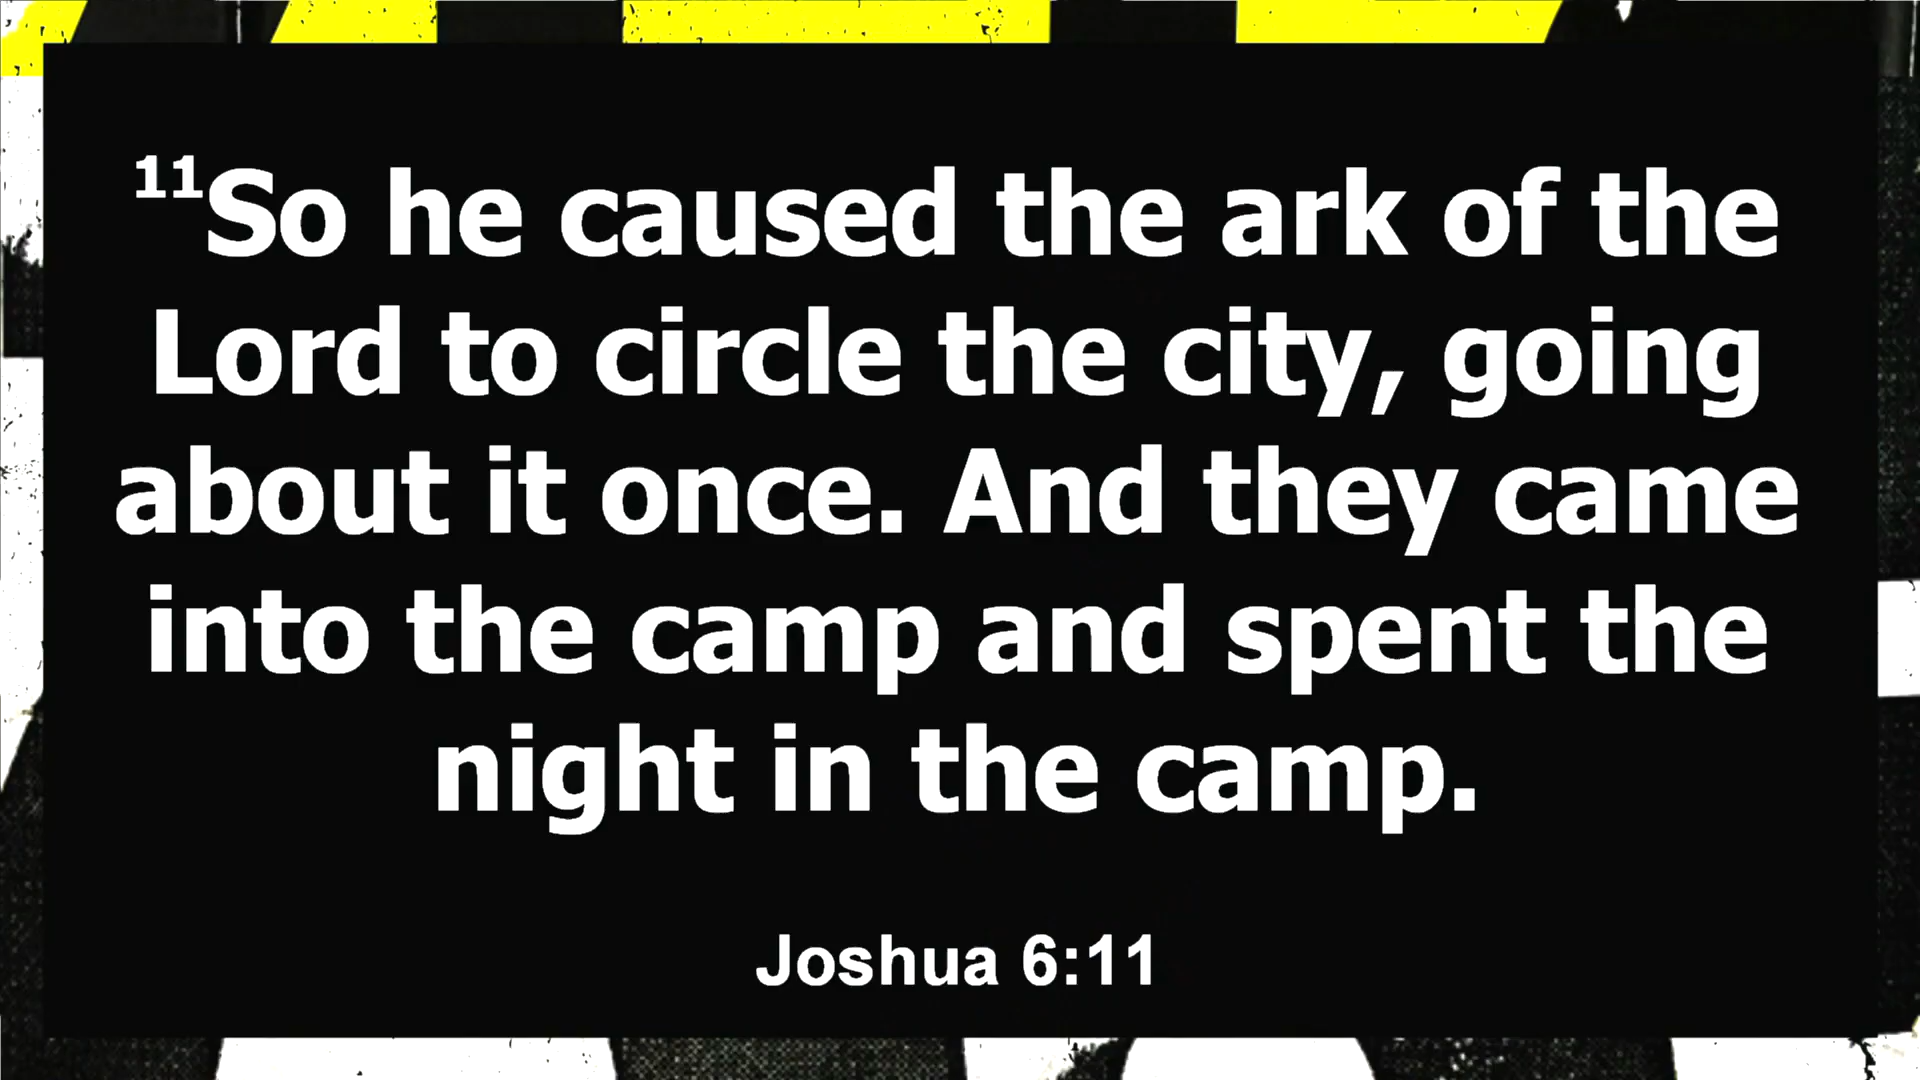 11So he caused the ark of the
Lord to circle the city, going
about it once. And they came
into the camp and spent the
night in the camp.
Joshua 6:11